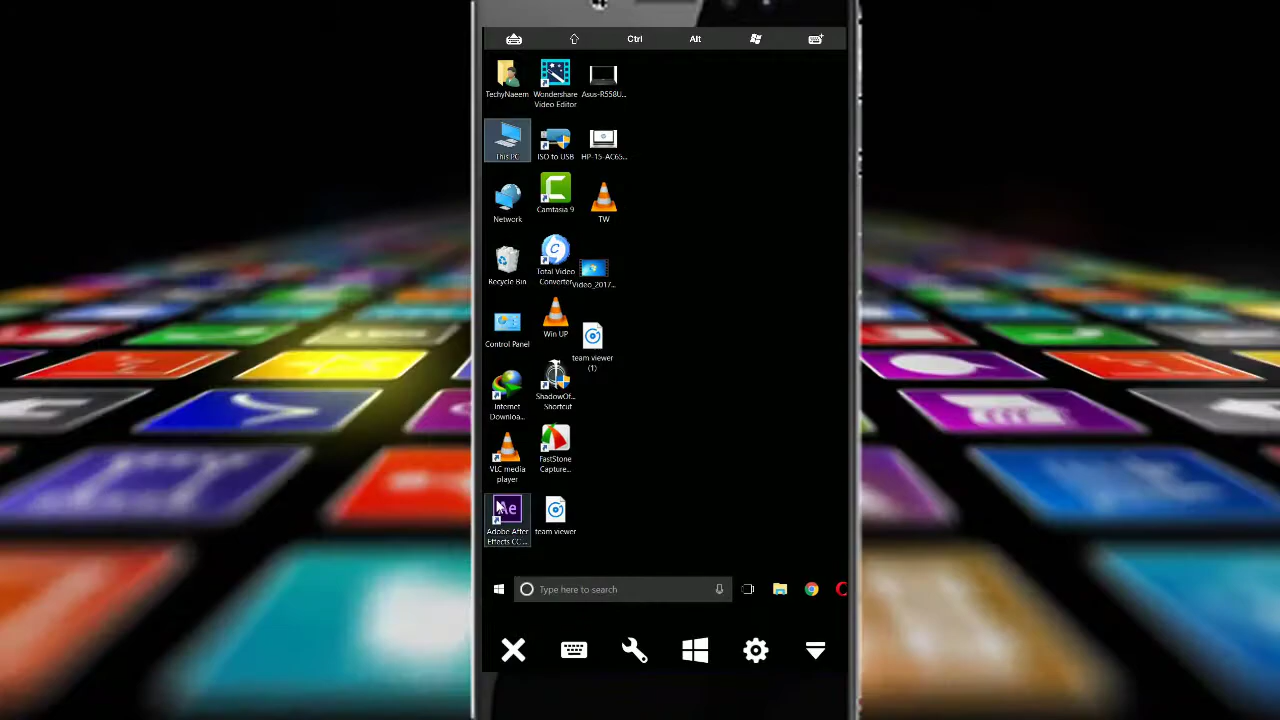 Ctrl Alt
TechyNaeem
Wondershare
Video Editor
Asus-R558U...
This PC
ISO to USB
HP-15-AC65...
Network
Camtasia 9
TW
Recycle Bin
Total Video
Converter
Video_2017...
Control Panel
Win UP
team viewer
(1)
Internet
Downloa...
ShadowOf...
Shortcut
VLC media
player
FastStone
Capture...
Ae
Adobe After
Effects CC ...
team viewer
Type here to search